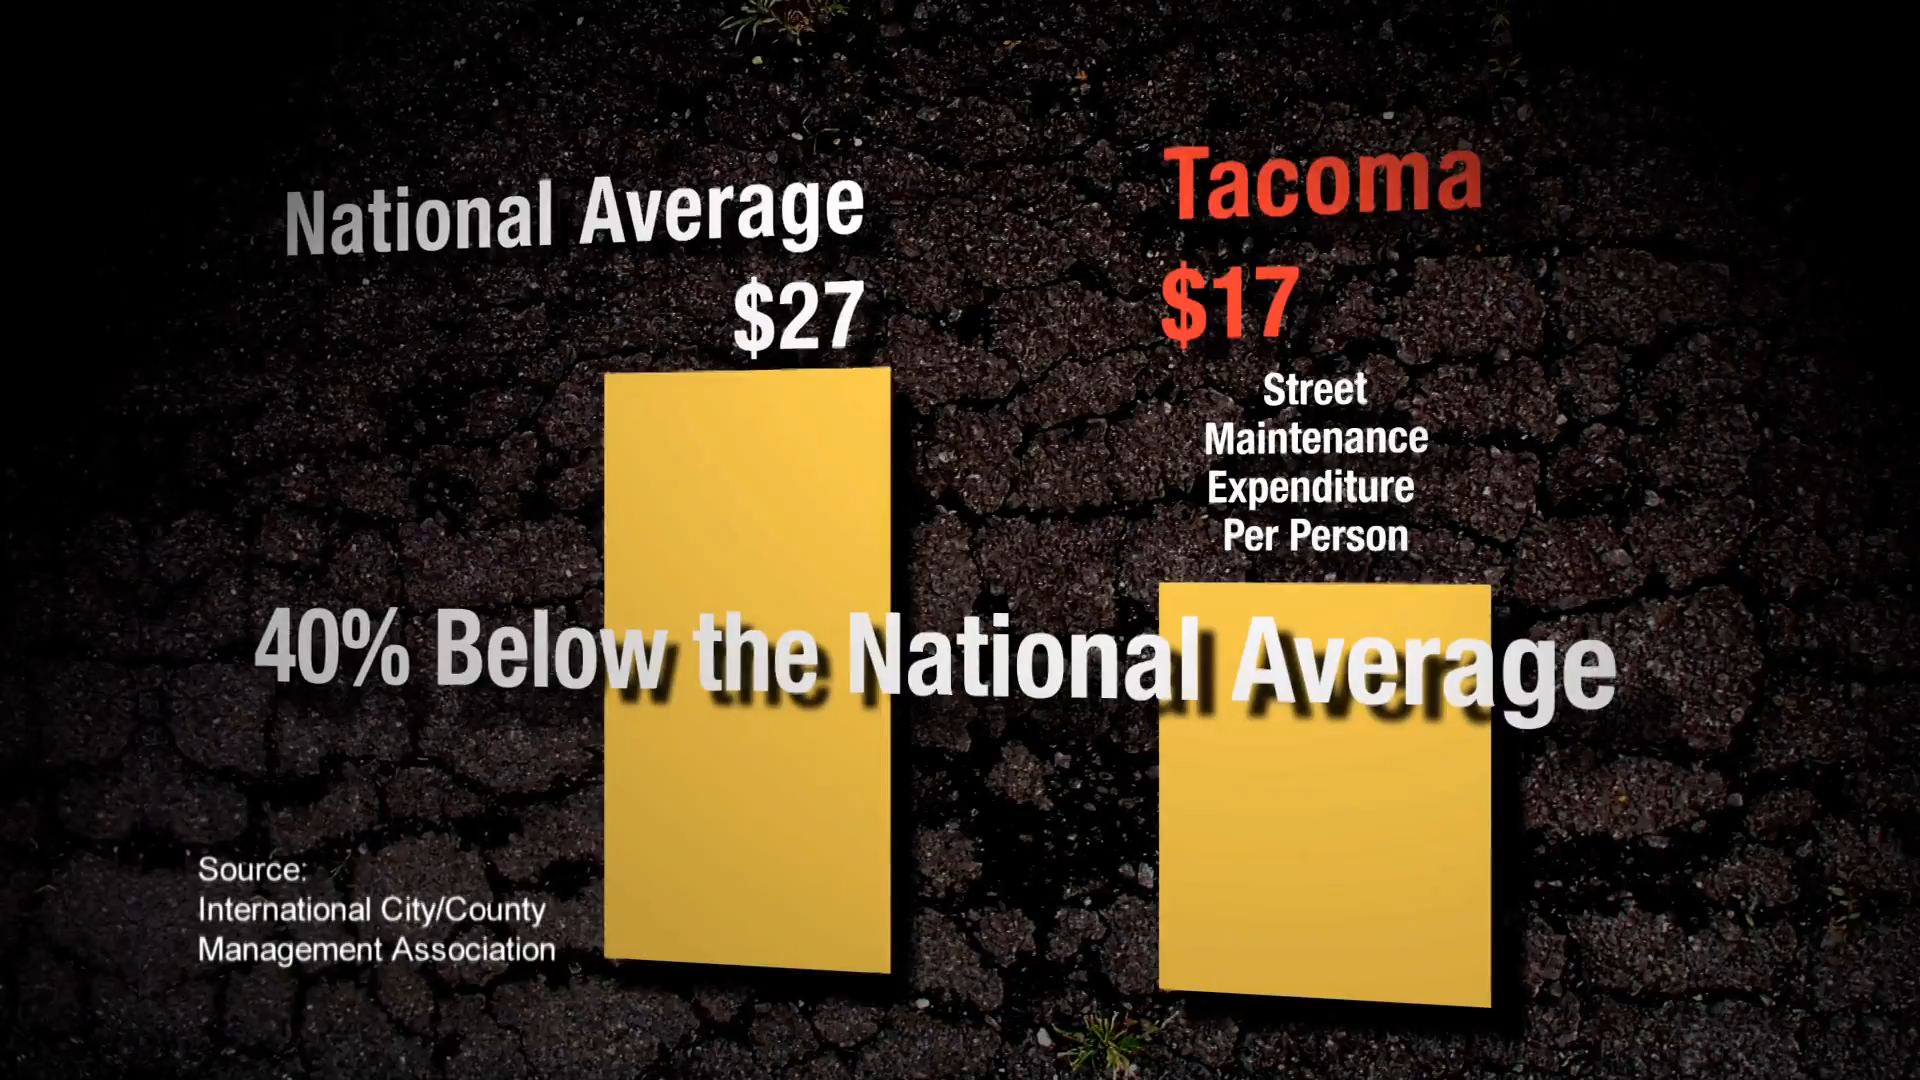 National Average
$27
Tacoma
$17
Street
Maintenance
Expenditure
Per Person
40% Below the National Average
Source:
International City/County
Management Association